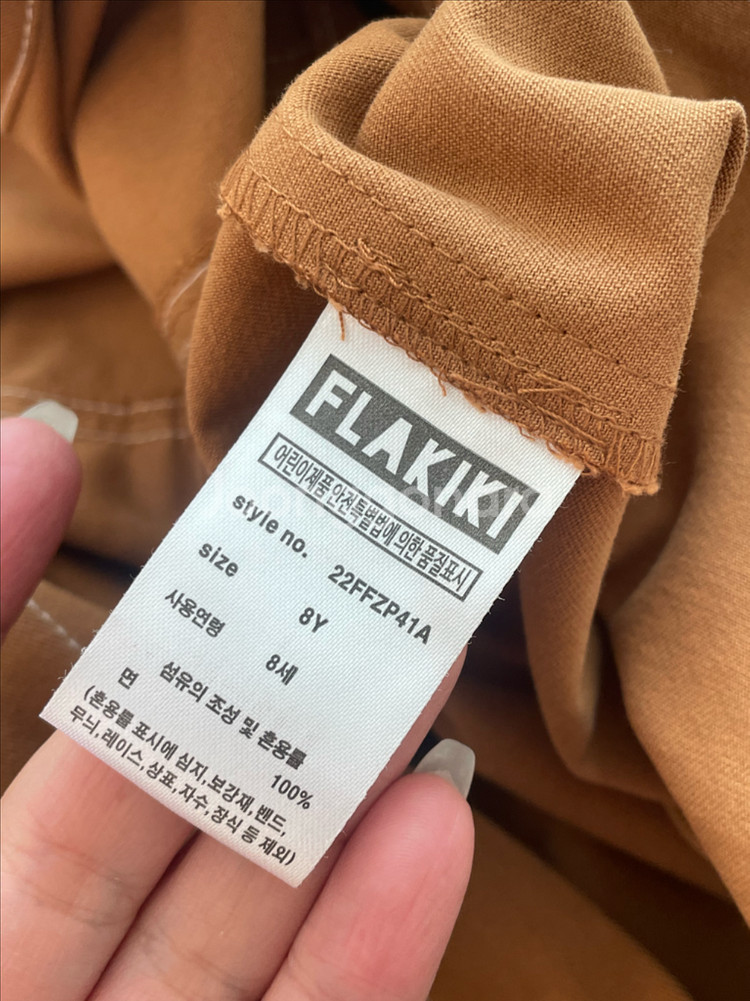 FLAKIKI
어린이제품 안전특별법에 의한 품질표시
style no. 22FFZP41A
size 8Y
사용연령 8세
섬유의 조성 및 혼용률
면 100%
(혼용률 표시에 심지,보강재,밴드,
무늬,레이스,상표,자수,장식 등 제외)